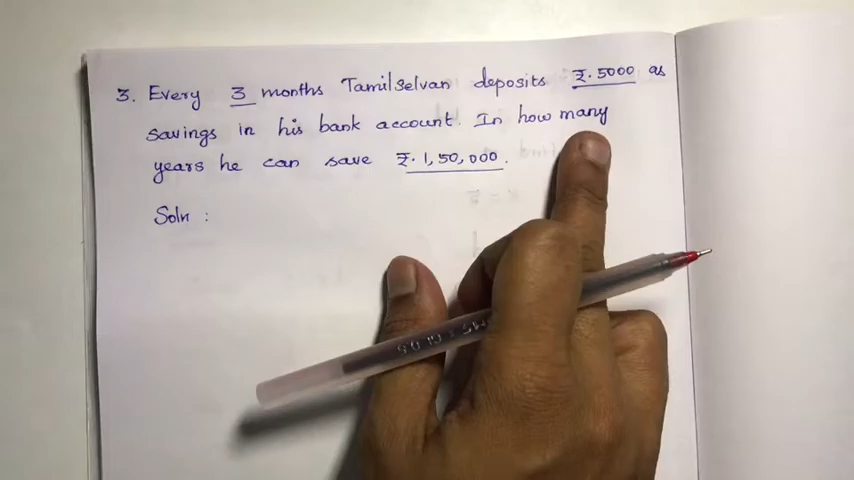 3. Every 3 months Tamilselvan deposits ₹.5000 as
savings in his bank account. In how many
years he can save ₹.1,50,000.
Soln :